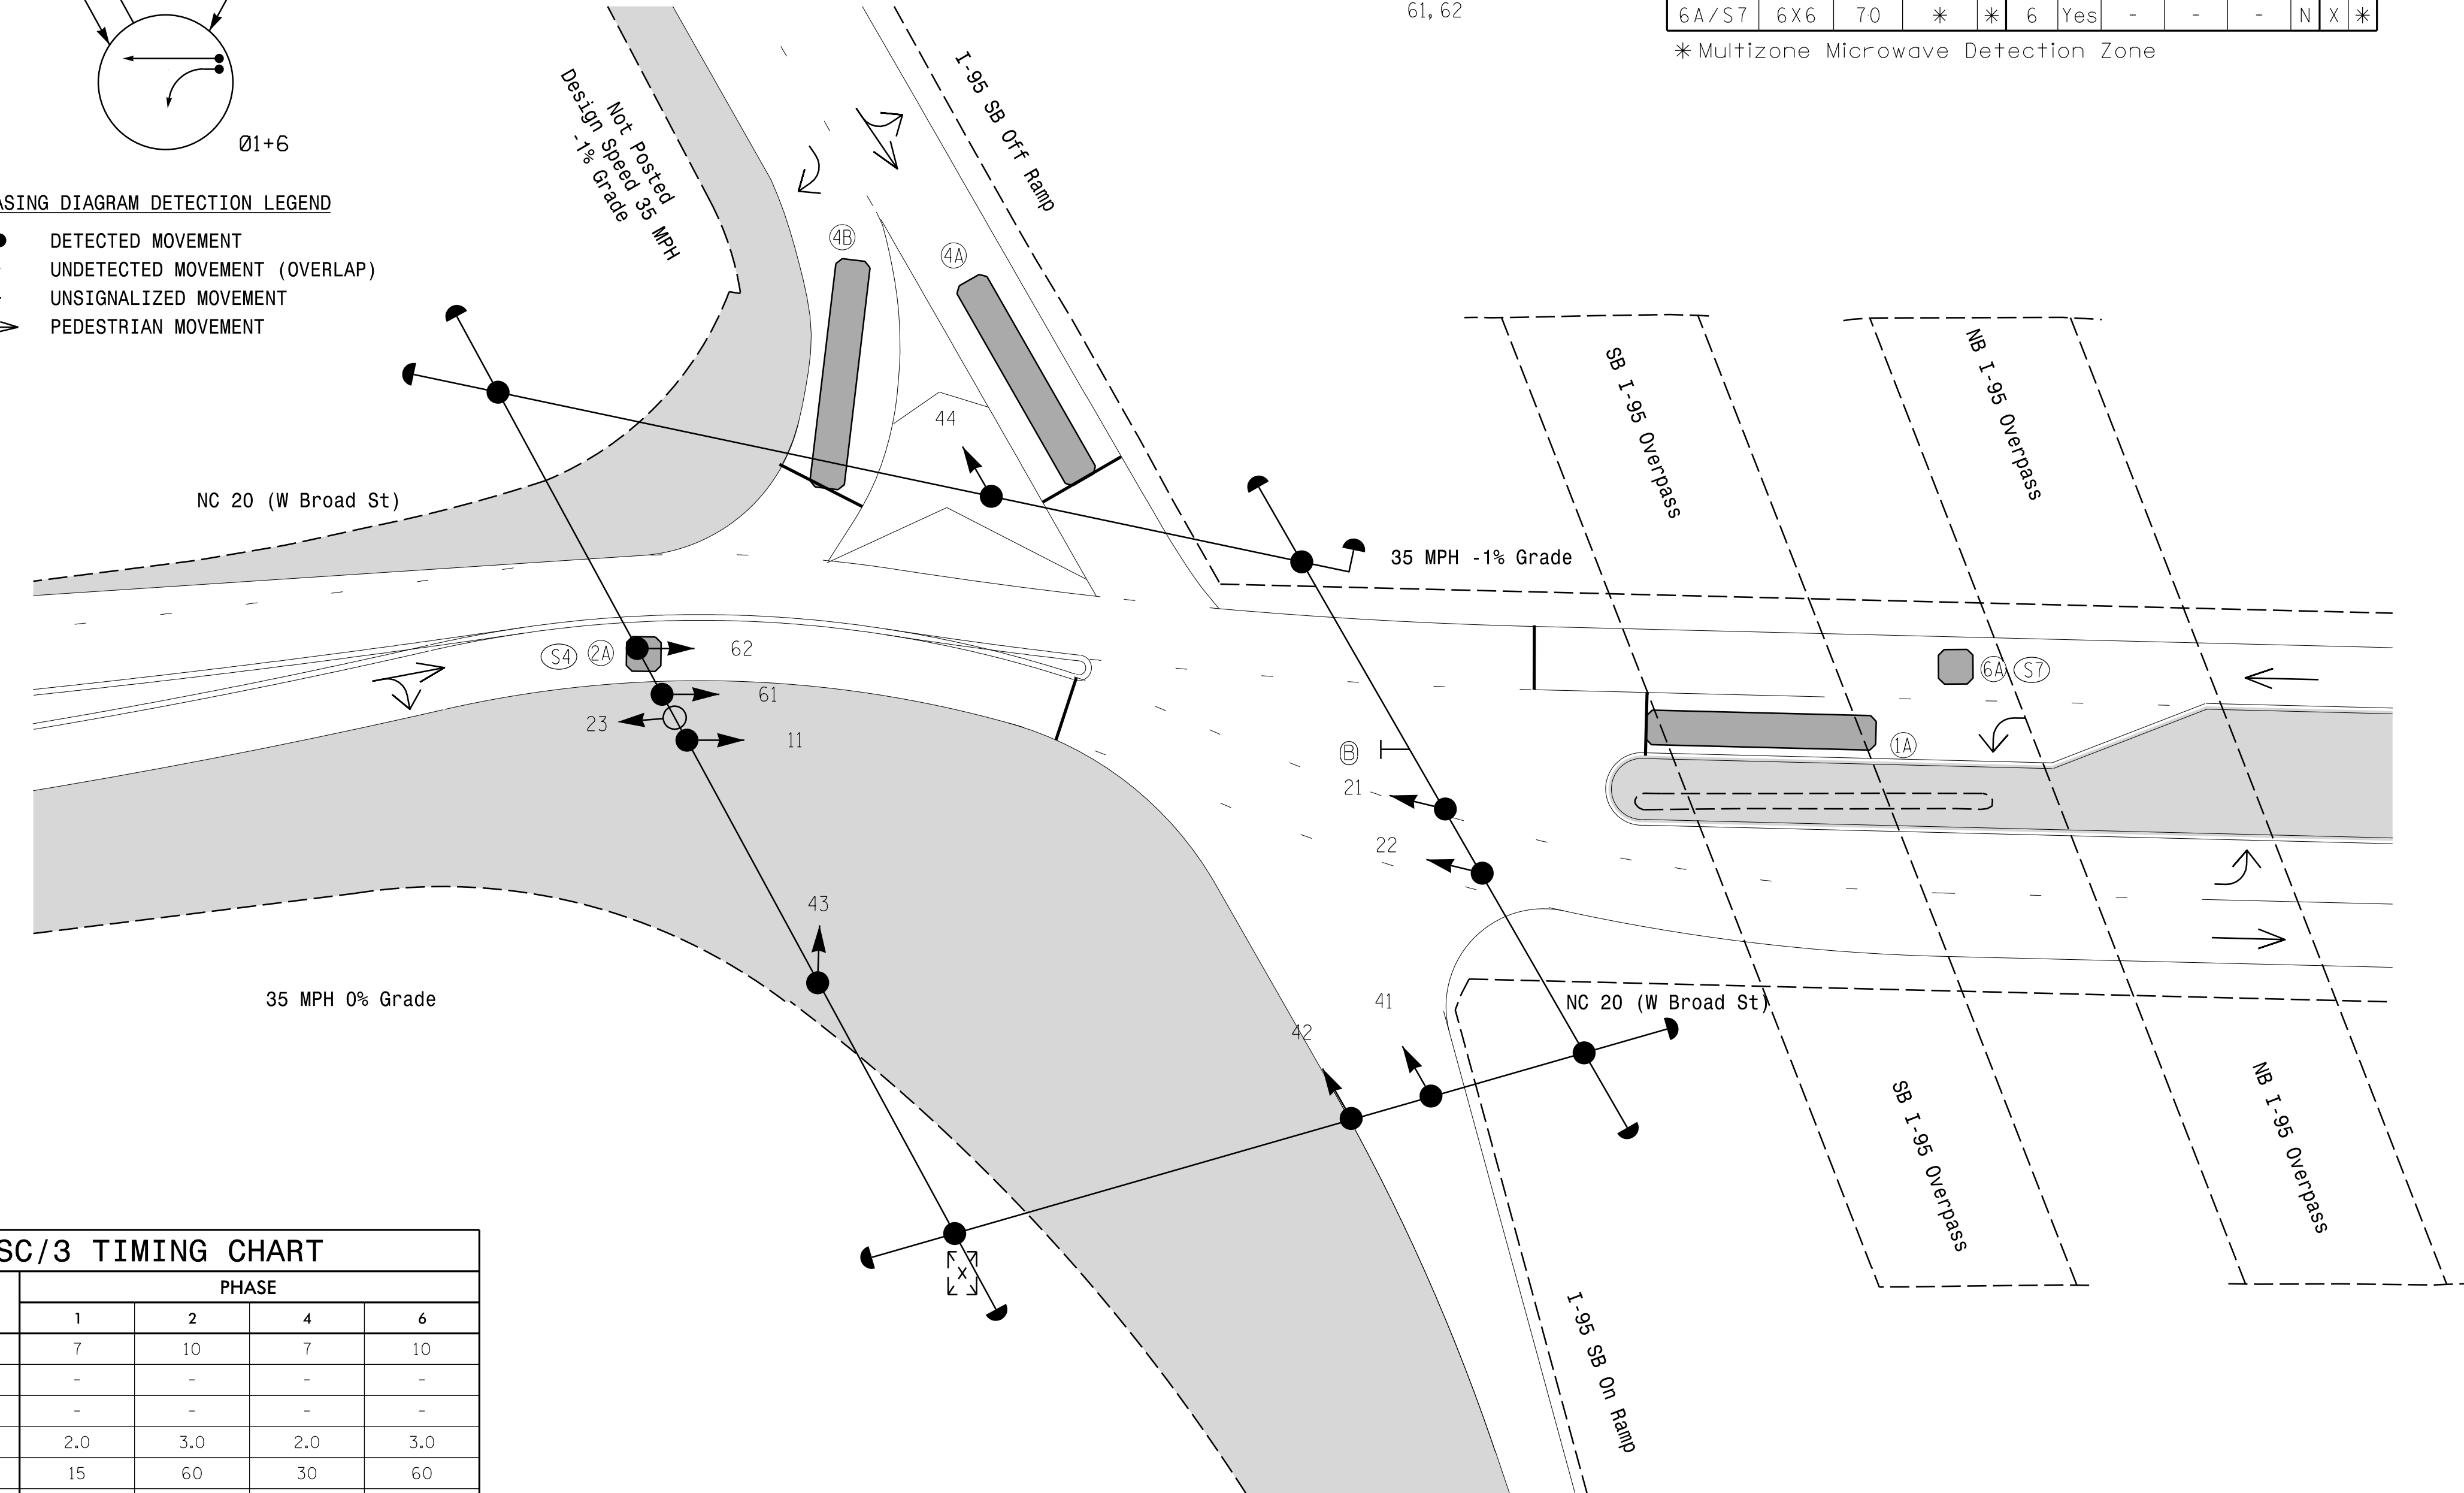 61, 62
6A/S7 6X6 70 * * 6 Yes - - - N X *
* Multizone Microwave Detection Zone
Ø1+6
ASING DIAGRAM DETECTION LEGEND
DETECTED MOVEMENT
UNDETECTED MOVEMENT (OVERLAP)
UNSIGNALIZED MOVEMENT
PEDESTRIAN MOVEMENT
Not Posted
Design Speed 35 MPH
-1% Grade
I-95 SB Off Ramp
4B
4A
44
NC 20 (W Broad St)
35 MPH -1% Grade
SB I-95 Overpass
NB I-95 Overpass
S4 2A
62
61
23
11
6A S7
1A
B
21
22
43
41
42
35 MPH 0% Grade
NC 20 (W Broad St)
SB I-95 Overpass
NB I-95 Overpass
X
I-95 SB On Ramp
SC/3 TIMING CHART
PHASE
1 2 4 6
7 10 7 10
- - - -
- - - -
2.0 3.0 2.0 3.0
15 60 30 60